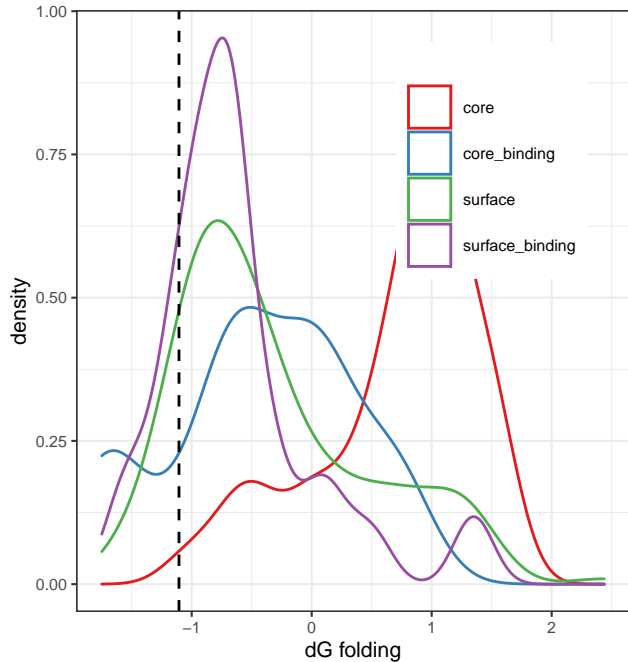 1.00
0.75
0.50
0.25
0.00
density
core
core_binding
surface
surface_binding
−1
0
1
2
dG folding